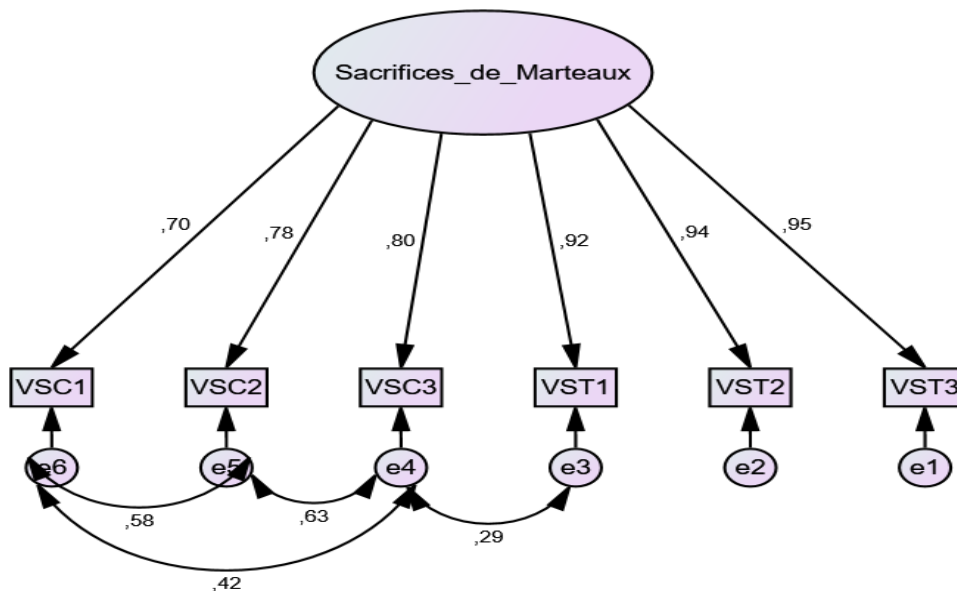 Sacrifices_de_Marteaux
,70
,78
,80
,92
,94
,95
VSC1
VSC2
VSC3
VST1
VST2
VST3
e6
e5
e4
e3
e2
e1
,58
,63
,29
,42